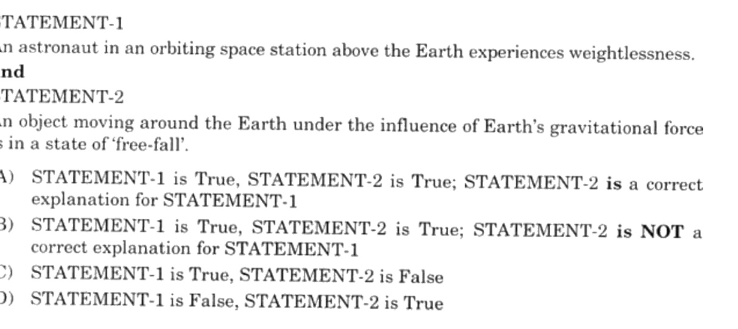 TATEMENT-1
n astronaut in an orbiting space station above the Earth experiences weightlessness.
nd
TATEMENT-2
n object moving around the Earth under the influence of Earth's gravitational force
s in a state of 'free-fall'.
A) STATEMENT-1 is True, STATEMENT-2 is True; STATEMENT-2 is a correct
explanation for STATEMENT-1
B) STATEMENT-1 is True, STATEMENT-2 is True; STATEMENT-2 is NOT a
correct explanation for STATEMENT-1
C) STATEMENT-1 is True, STATEMENT-2 is False
D) STATEMENT-1 is False, STATEMENT-2 is True